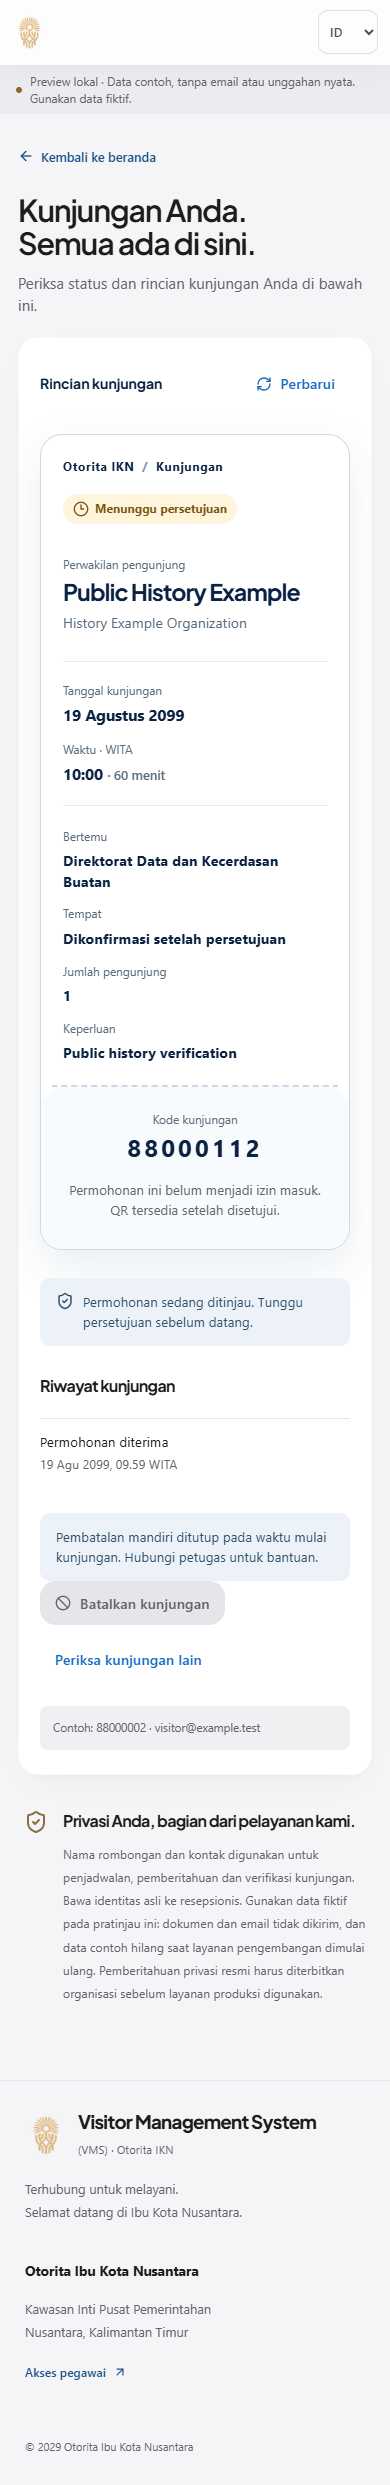 ID
Preview lokal · Data contoh, tanpa email atau unggahan nyata.
Gunakan data fiktif.
Kembali ke beranda
Kunjungan Anda.
Semua ada di sini.
Periksa status dan rincian kunjungan Anda di bawah
ini.
Rincian kunjungan
Perbarui
Otorita IKN / Kunjungan
Menunggu persetujuan
Perwakilan pengunjung
Public History Example
History Example Organization
Tanggal kunjungan
19 Agustus 2099
Waktu · WITA
10:00 · 60 menit
Bertemu
Direktorat Data dan Kecerdasan
Buatan
Tempat
Dikonfirmasi setelah persetujuan
Jumlah pengunjung
1
Keperluan
Public history verification
Kode kunjungan
88000112
Permohonan ini belum menjadi izin masuk.
QR tersedia setelah disetujui.
Permohonan sedang ditinjau. Tunggu
persetujuan sebelum datang.
Riwayat kunjungan
Permohonan diterima
19 Agu 2099, 09.59 WITA
Pembatalan mandiri ditutup pada waktu mulai
kunjungan. Hubungi petugas untuk bantuan.
Batalkan kunjungan
Periksa kunjungan lain
Contoh: 88000002 · visitor@example.test
Privasi Anda, bagian dari pelayanan kami.
Nama rombongan dan kontak digunakan untuk
penjadwalan, pemberitahuan dan verifikasi kunjungan.
Bawa identitas asli ke resepsionis. Gunakan data fiktif
pada pratinjau ini: dokumen dan email tidak dikirim, dan
data contoh hilang saat layanan pengembangan dimulai
ulang. Pemberitahuan privasi resmi harus diterbitkan
organisasi sebelum layanan produksi digunakan.
Visitor Management System
(VMS) · Otorita IKN
Terhubung untuk melayani.
Selamat datang di Ibu Kota Nusantara.
Otorita Ibu Kota Nusantara
Kawasan Inti Pusat Pemerintahan
Nusantara, Kalimantan Timur
Akses pegawai
© 2029 Otorita Ibu Kota Nusantara